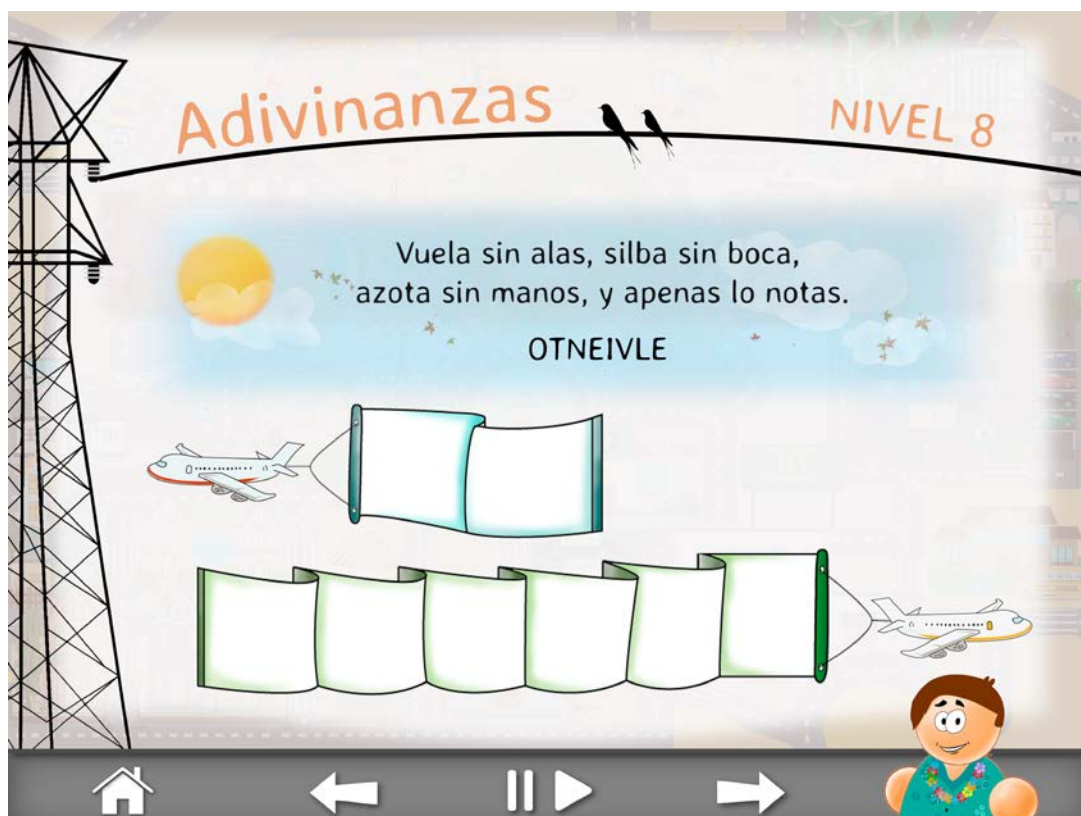 Adivinanzas
NIVEL 8
Vuela sin alas, silba sin boca,
azota sin manos, y apenas lo notas.
OTNEIVLE